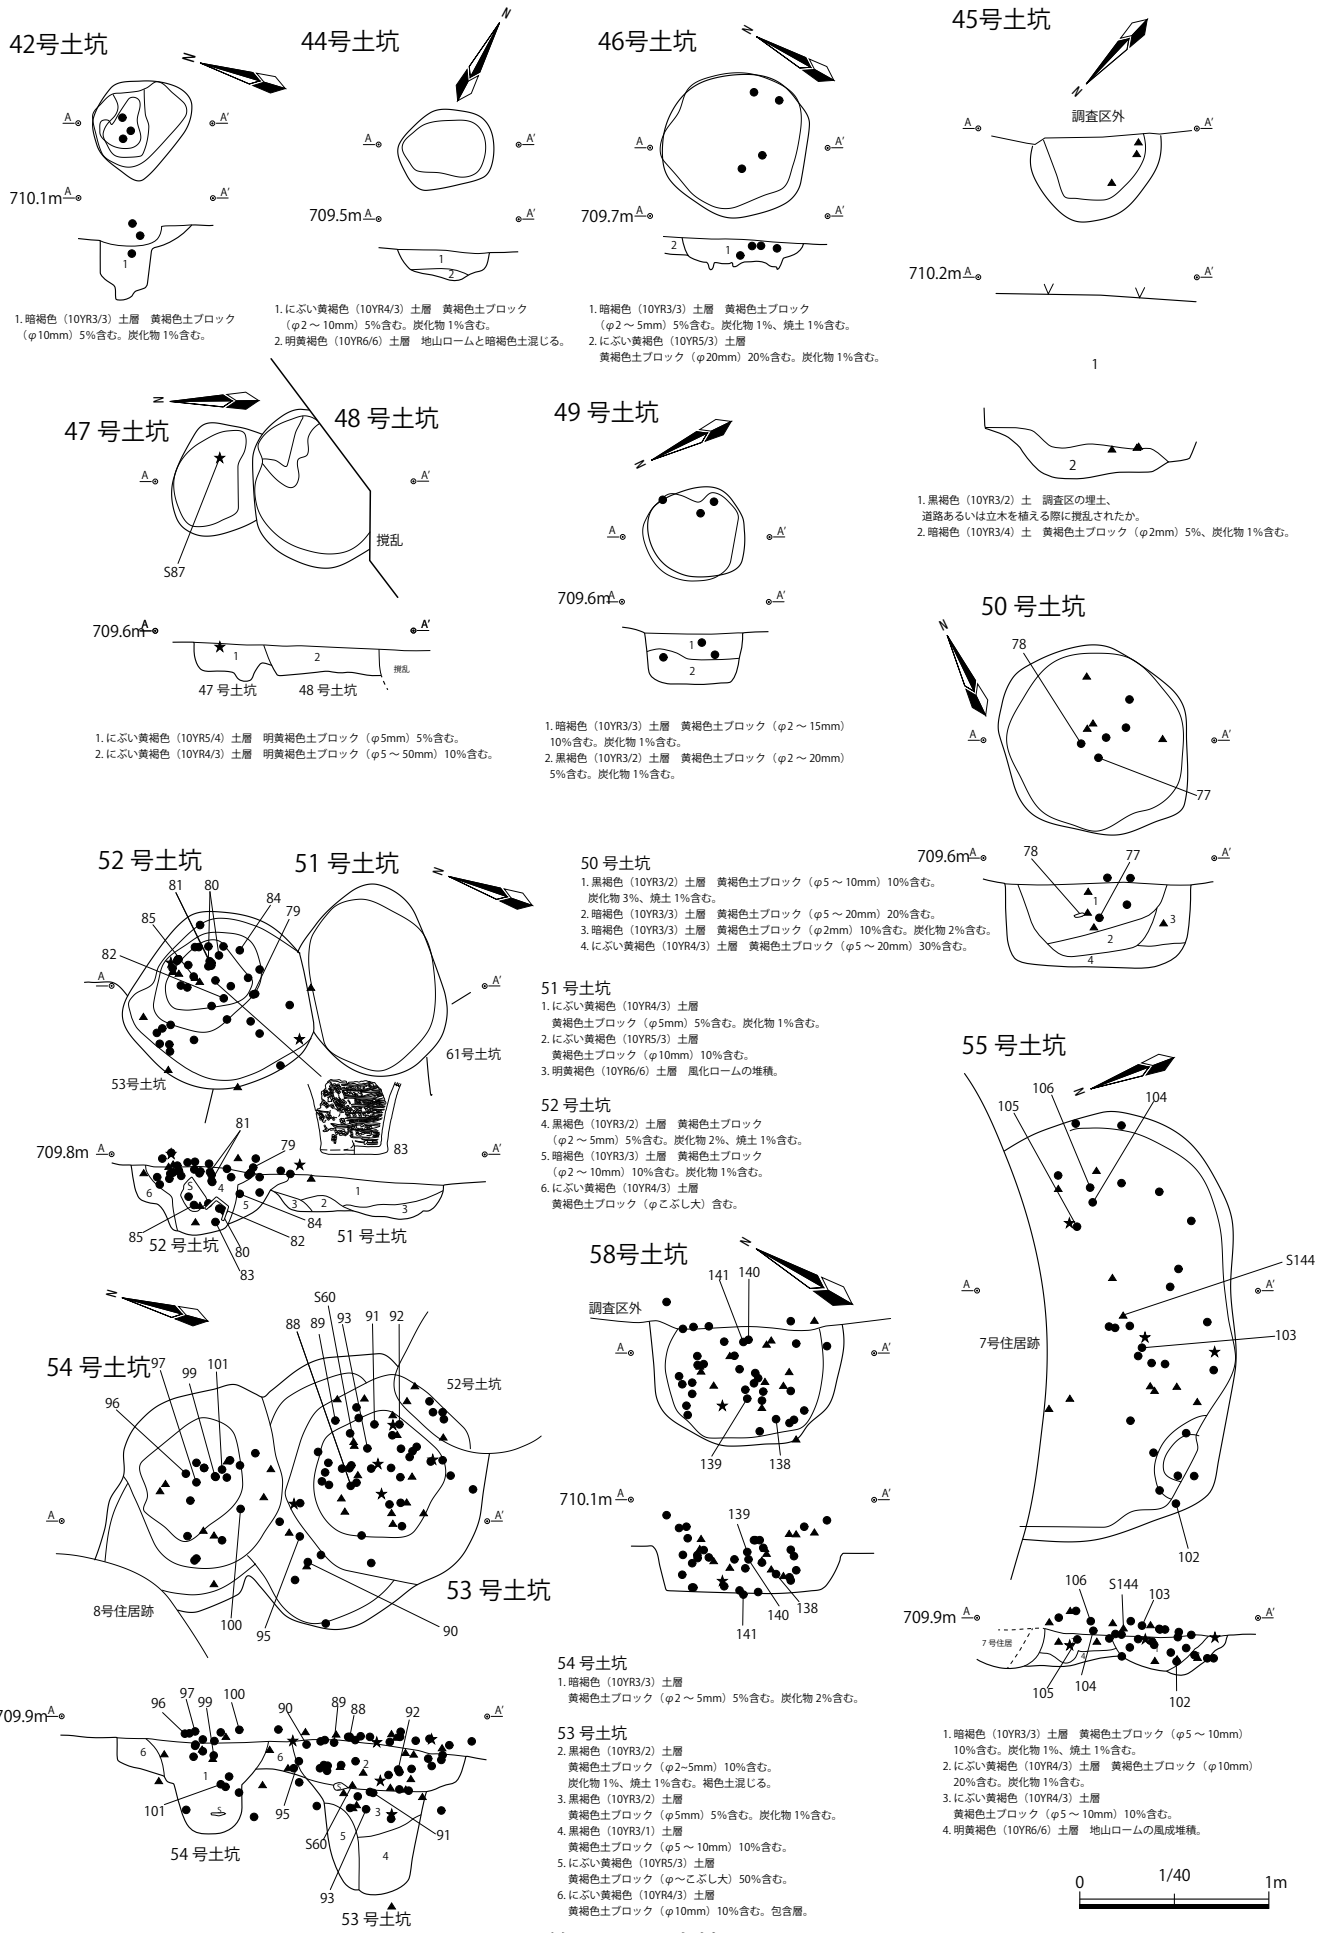 42号土坑
N
A A'
710.1m A A'
1
1. 暗褐色（10YR3/3）土層　黄褐色土ブロック
（φ10mm）5%含む。炭化物 1%含む。
44号土坑
N
A A'
709.5m A A'
1
2
1. にぶい黄褐色（10YR4/3）土層　黄褐色土ブロック
（φ2 ～ 10mm）5%含む。炭化物 1%含む。
2. 明黄褐色（10YR6/6）土層　地山ロームと暗褐色土混じる。
46号土坑
N
A A'
709.7m A A'
2 1
1. 暗褐色（10YR3/3）土層　黄褐色土ブロック
（φ2 ～ 5mm）5%含む。炭化物 1%、焼土 1%含む。
2. にぶい黄褐色（10YR5/3）土層
黄褐色土ブロック（φ20mm）20%含む。炭化物 1%含む。
45号土坑
N
調査区外
A A'
710.2m A A'
1
2
1. 黒褐色（10YR3/2）土　調査区の埋土、
道路あるいは立木を植える際に撹乱されたか。
2. 暗褐色（10YR3/4）土　黄褐色土ブロック（φ2mm）5%、炭化物 1%含む。
47 号土坑
N
48 号土坑
A A'
撹乱
S87
709.6m A A'
1 2
撹乱
47 号土坑 48 号土坑
1. にぶい黄褐色（10YR5/4）土層　明黄褐色土ブロック（φ5mm）5%含む。
2. にぶい黄褐色（10YR4/3）土層　明黄褐色土ブロック（φ5 ～ 50mm）10%含む。
49 号土坑
N
A A'
709.6m A A'
1
2
1. 暗褐色（10YR3/3）土層　黄褐色土ブロック（φ2 ～ 15mm）
10%含む。炭化物 1%含む。
2. 黒褐色（10YR3/2）土層　黄褐色土ブロック（φ2 ～ 20mm）
5%含む。炭化物 1%含む。
50 号土坑
N
78
A A'
77
709.6m A A'
78 77
1
2 3
4
50 号土坑
1. 黒褐色（10YR3/2）土層　黄褐色土ブロック（φ5 ～ 10mm）10%含む。
炭化物 3%、焼土 1%含む。
2. 暗褐色（10YR3/3）土層　黄褐色土ブロック（φ5 ～ 20mm）20%含む。
3. 暗褐色（10YR3/3）土層　黄褐色土ブロック（φ2mm）10%含む。炭化物 2%含む。
4. にぶい黄褐色（10YR4/3）土層　黄褐色土ブロック（φ5 ～ 20mm）30%含む。
52 号土坑 51 号土坑
N
81 80
84
85 79
82
A A'
61号土坑
53号土坑
83
709.8m A'
81
79
6 S 4 5 3 2 1 3
85 84
82
52 号土坑 51 号土坑
80
83
51 号土坑
1. にぶい黄褐色（10YR4/3）土層
黄褐色土ブロック（φ5mm）5%含む。炭化物 1%含む。
2. にぶい黄褐色（10YR5/3）土層
黄褐色土ブロック（φ10mm）10%含む。
3. 明黄褐色（10YR6/6）土層　風化ロームの堆積。
52 号土坑
4. 黒褐色（10YR3/2）土層　黄褐色土ブロック
（φ2 ～ 5mm）5%含む。炭化物 2%、焼土 1%含む。
5. 暗褐色（10YR3/3）土層　黄褐色土ブロック
（φ2 ～ 10mm）10%含む。炭化物 1%含む。
6. にぶい黄褐色（10YR4/3）土層
黄褐色土ブロック（φこぶし大）含む。
55 号土坑
N
106
105 104
S144
A A'
7号住居跡
103
102
709.9m A A'
106 S144 103
7 号住居
4
105 104 102
1. 暗褐色（10YR3/3）土層　黄褐色土ブロック（φ5 ～ 10mm）
10%含む。炭化物 1%、焼土 1%含む。
2. にぶい黄褐色（10YR4/3）土層　黄褐色土ブロック（φ10mm）
20%含む。炭化物 1%含む。
3. にぶい黄褐色（10YR4/3）土層
黄褐色土ブロック（φ5 ～ 10mm）10%含む。
4. 明黄褐色（10YR6/6）土層　地山ロームの風成堆積。
58号土坑
N
141 140
調査区外
A A'
139 138
710.1m A A'
139
138
140
141
54 号土坑
N
97
99 101
96
S60
88 89 93 91 92
52号土坑
A A'
8号住居跡
53 号土坑
100 95 90
709.9m A'
96 97 99 100 90 89 88 92
6 1 6 2
S
3
S
5
4
101 95 S60 91
93
54 号土坑
53 号土坑
54 号土坑
1. 暗褐色（10YR3/3）土層
黄褐色土ブロック（φ2 ～ 5mm）5%含む。炭化物 2%含む。
53 号土坑
2. 黒褐色（10YR3/2）土層
黄褐色土ブロック（φ2~5mm）10%含む。
炭化物 1%、焼土 1%含む。褐色土混じる。
3. 黒褐色（10YR3/2）土層
黄褐色土ブロック（φ5mm）5%含む。炭化物 1%含む。
4. 黒褐色（10YR3/1）土層
黄褐色土ブロック（φ5 ～ 10mm）10%含む。
5. にぶい黄褐色（10YR5/3）土層
黄褐色土ブロック（φ～こぶし大）50%含む。
6. にぶい黄褐色（10YR4/3）土層
黄褐色土ブロック（φ10mm）10%含む。包含層。
1/40
0 1m